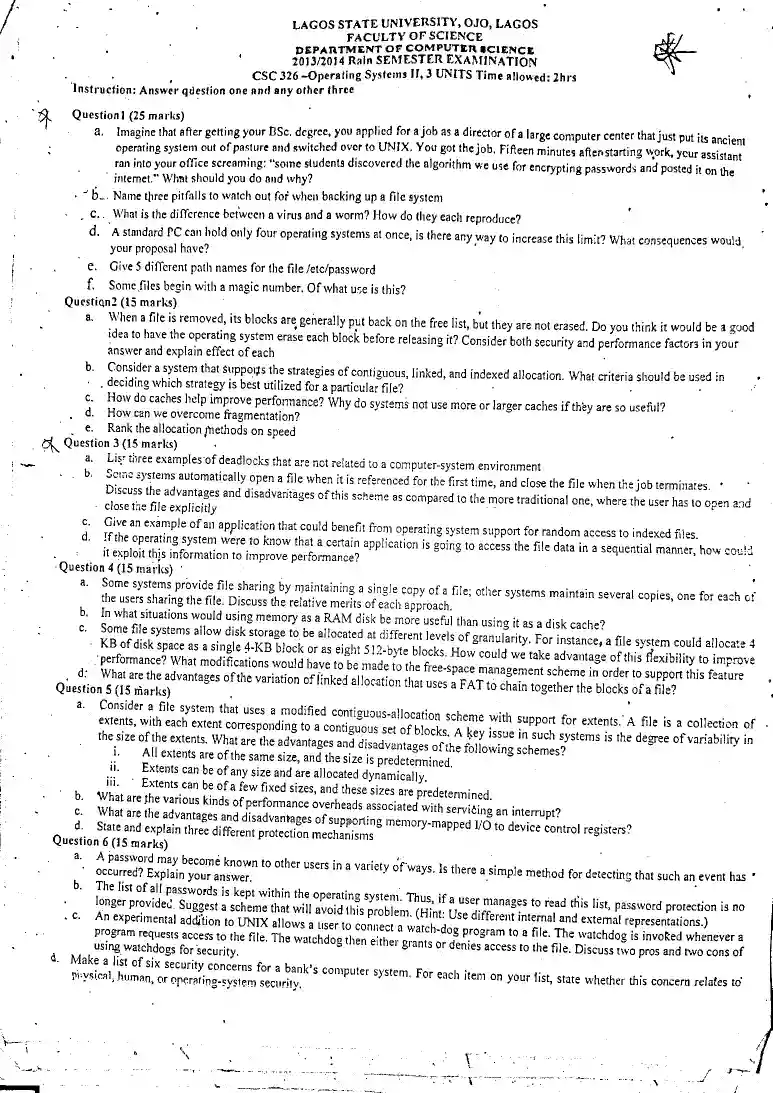 LAGOS STATE UNIVERSITY, OJO, LAGOS
FACULTY OF SCIENCE
DEPARTMENT OF COMPUTER SCIENCE
2013/2014 Rain SEMESTER EXAMINATION
CSC 326 –Operating Systems II, 3 UNITS Time allowed: 2hrs
Instruction: Answer question one and any other three
Question1 (25 marks)
a. Imagine that after getting your BSc. degree, you applied for a job as a director of a large computer center that just put its ancient
operating system out of pasture and switched over to UNIX. You got the job. Fifteen minutes after starting work, your assistant
ran into your office screaming: "some students discovered the algorithm we use for encrypting passwords and posted it on the
internet." What should you do and why?
b. Name three pitfalls to watch out for when backing up a file system
c. What is the difference between a virus and a worm? How do they each reproduce?
d. A standard PC can hold only four operating systems at once, is there any way to increase this limit? What consequences would
your proposal have?
e. Give 5 different path names for the file /etc/password
f. Some files begin with a magic number. Of what use is this?
Question2 (15 marks)
a. When a file is removed, its blocks are generally put back on the free list, but they are not erased. Do you think it would be a good
idea to have the operating system erase each block before releasing it? Consider both security and performance factors in your
answer and explain effect of each
b. Consider a system that supports the strategies of contiguous, linked, and indexed allocation. What criteria should be used in
deciding which strategy is best utilized for a particular file?
c. How do caches help improve performance? Why do systems not use more or larger caches if they are so useful?
d. How can we overcome fragmentation?
e. Rank the allocation methods on speed
Question 3 (15 marks)
a. List three examples of deadlocks that are not related to a computer-system environment
b. Some systems automatically open a file when it is referenced for the first time, and close the file when the job terminates.
Discuss the advantages and disadvantages of this scheme as compared to the more traditional one, where the user has to open and
close the file explicitly
c. Give an example of an application that could benefit from operating system support for random access to indexed files.
d. If the operating system were to know that a certain application is going to access the file data in a sequential manner, how could
it exploit this information to improve performance?
Question 4 (15 marks)
a. Some systems provide file sharing by maintaining a single copy of a file; other systems maintain several copies, one for each of
the users sharing the file. Discuss the relative merits of each approach.
b. In what situations would using memory as a RAM disk be more useful than using it as a disk cache?
c. Some file systems allow disk storage to be allocated at different levels of granularity. For instance, a file system could allocate 4
KB of disk space as a single 4-KB block or as eight 512-byte blocks. How could we take advantage of this flexibility to improve
performance? What modifications would have to be made to the free-space management scheme in order to support this feature
d. What are the advantages of the variation of linked allocation that uses a FAT to chain together the blocks of a file?
Question 5 (15 marks)
a. Consider a file system that uses a modified contiguous-allocation scheme with support for extents. A file is a collection of
extents, with each extent corresponding to a contiguous set of blocks. A key issue in such systems is the degree of variability in
the size of the extents. What are the advantages and disadvantages of the following schemes?
i. All extents are of the same size, and the size is predetermined.
ii. Extents can be of any size and are allocated dynamically.
iii. Extents can be of a few fixed sizes, and these sizes are predetermined.
b. What are the various kinds of performance overheads associated with servicing an interrupt?
c. What are the advantages and disadvantages of supporting memory-mapped I/O to device control registers?
d. State and explain three different protection mechanisms
Question 6 (15 marks)
a. A password may become known to other users in a variety of ways. Is there a simple method for detecting that such an event has
occurred? Explain your answer.
b. The list of all passwords is kept within the operating system. Thus, if a user manages to read this list, password protection is no
longer provided. Suggest a scheme that will avoid this problem. (Hint: Use different internal and external representations.)
c. An experimental addition to UNIX allows a user to connect a watch-dog program to a file. The watchdog is invoked whenever a
program requests access to the file. The watchdog then either grants or denies access to the file. Discuss two pros and two cons of
using watchdogs for security.
d. Make a list of six security concerns for a bank's computer system. For each item on your list, state whether this concern relates to
physical, human, or operating-system security.